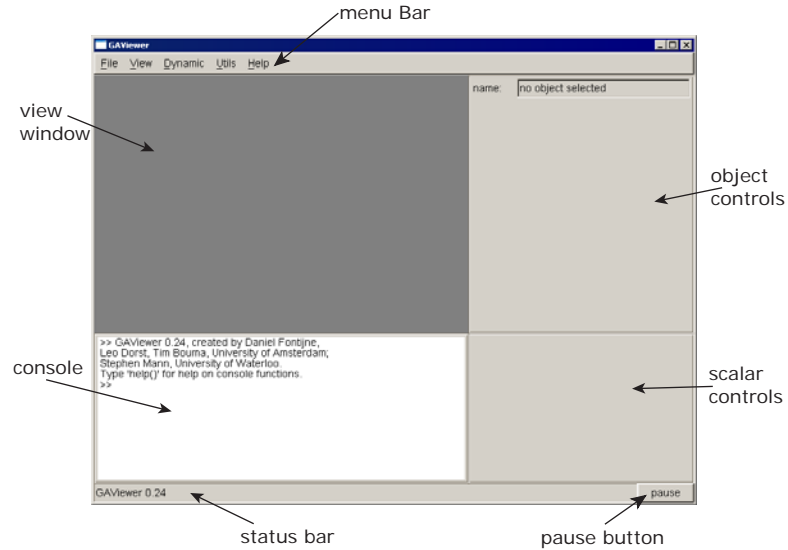 menu Bar
GAViewer
File View Dynamic Utils Help
name: no object selected
view
window
object
controls
>> GAViewer 0.24, created by Daniel Fontijne,
Leo Dorst, Tim Bouma, University of Amsterdam;
Stephen Mann, University of Waterloo.
Type 'help()' for help on console functions.
>>
console
scalar
controls
GAViewer 0.24
pause
status bar
pause button